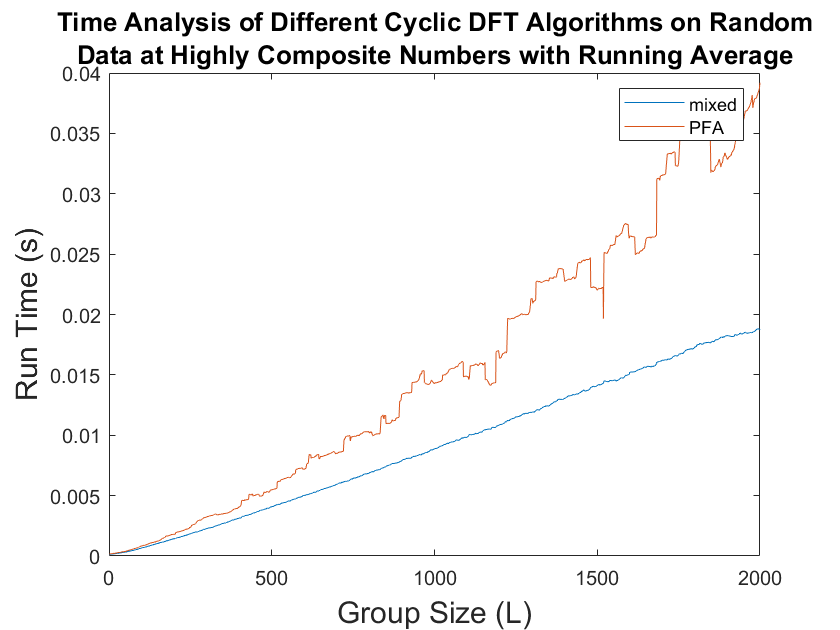 Time Analysis of Different Cyclic DFT Algorithms on Random
Data at Highly Composite Numbers with Running Average
0.04
0.035
0.03
0.025
0.02
0.015
0.01
0.005
0
Run Time (s)
mixed
PFA
0 500 1000 1500 2000
Group Size (L)